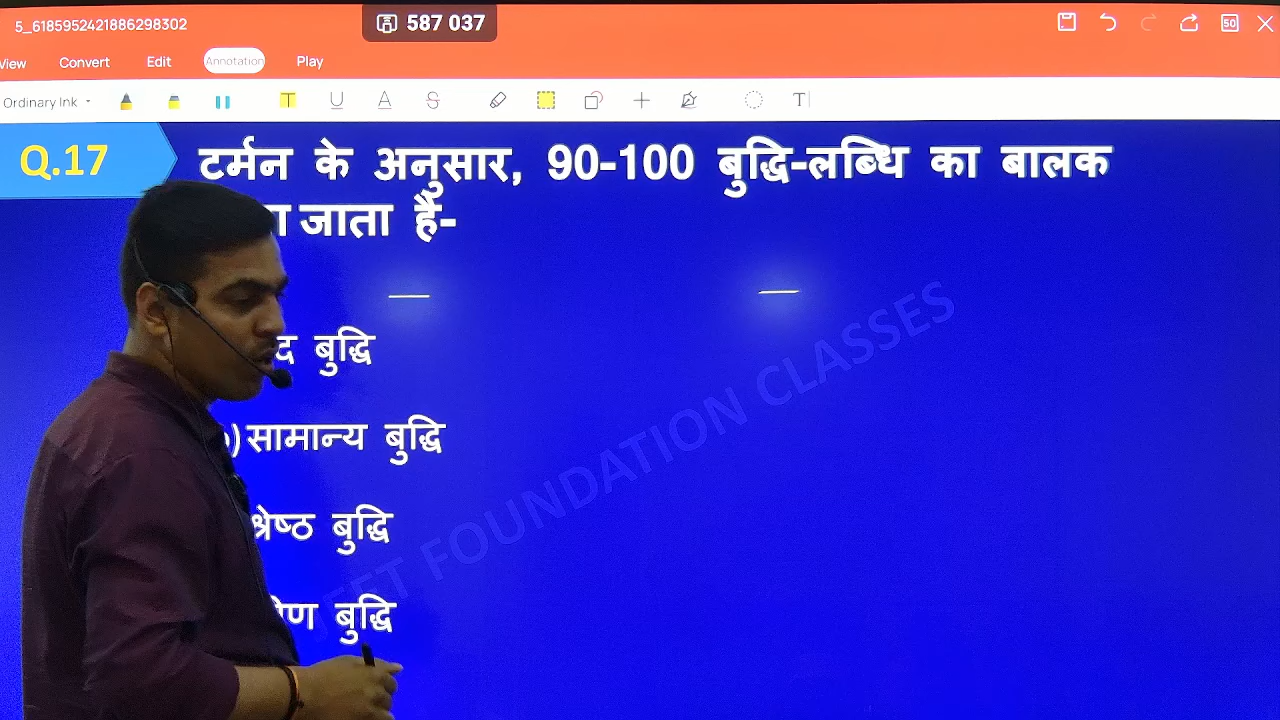 5_6185952421886298302
587 037
50
View Convert Edit Annotation Play
Ordinary Ink
T U A S T
Q.17
टर्मन के अनुसार, 90-100 बुद्धि-लब्धि का बालक
जाता है-
बुद्धि
सामान्य बुद्धि
श्रेष्ठ बुद्धि
बुद्धि
FOUNDATION CLASSES